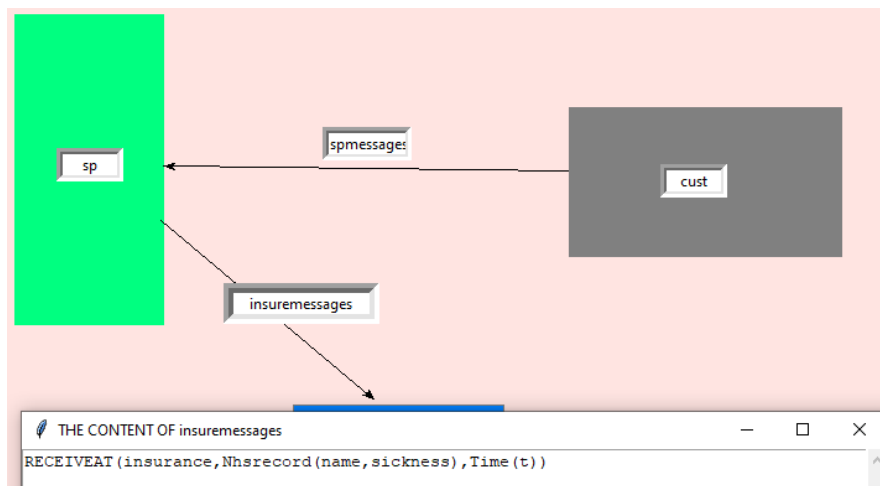 spmessages
sp
cust
insuremessages
THE CONTENT OF insuremessages
RECEIVEAT(insurance,Nhsrecord(name,sickness),Time(t))